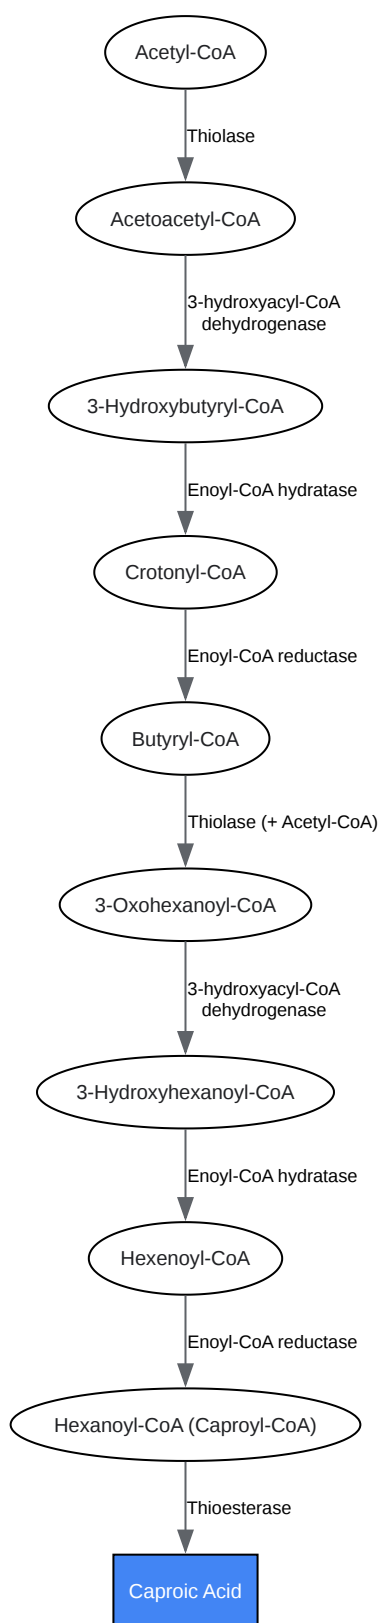 Acetyl-CoA
Thiolase
Acetoacetyl-CoA
3-hydroxyacyl-CoA
dehydrogenase
3-Hydroxybutyryl-CoA
Enoyl-CoA hydratase
Crotonyl-CoA
Enoyl-CoA reductase
Butyryl-CoA
Thiolase (+ Acetyl-CoA)
3-Oxohexanoyl-CoA
3-hydroxyacyl-CoA
dehydrogenase
3-Hydroxyhexanoyl-CoA
Enoyl-CoA hydratase
Hexenoyl-CoA
Enoyl-CoA reductase
Hexanoyl-CoA (Caproyl-CoA)
Thioesterase
Caproic Acid